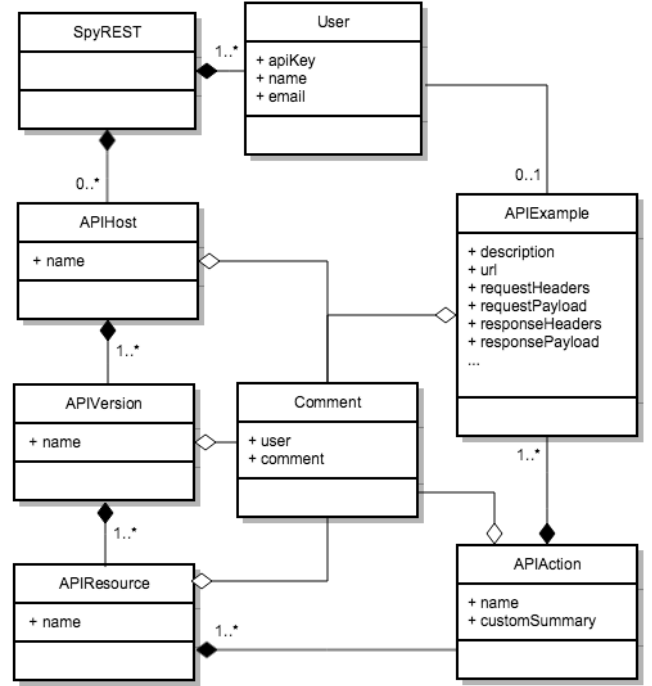 SpyREST
1..*
User
+ apiKey
+ name
+ email
0..*
0..1
APIHost
+ name
APIExample
+ description
+ url
+ requestHeaders
+ requestPayload
+ responseHeaders
+ responsePayload
...
1..*
APIVersion
+ name
Comment
+ user
+ comment
1..*
1..*
APIResource
+ name
1..*
APIAction
+ name
+ customSummary